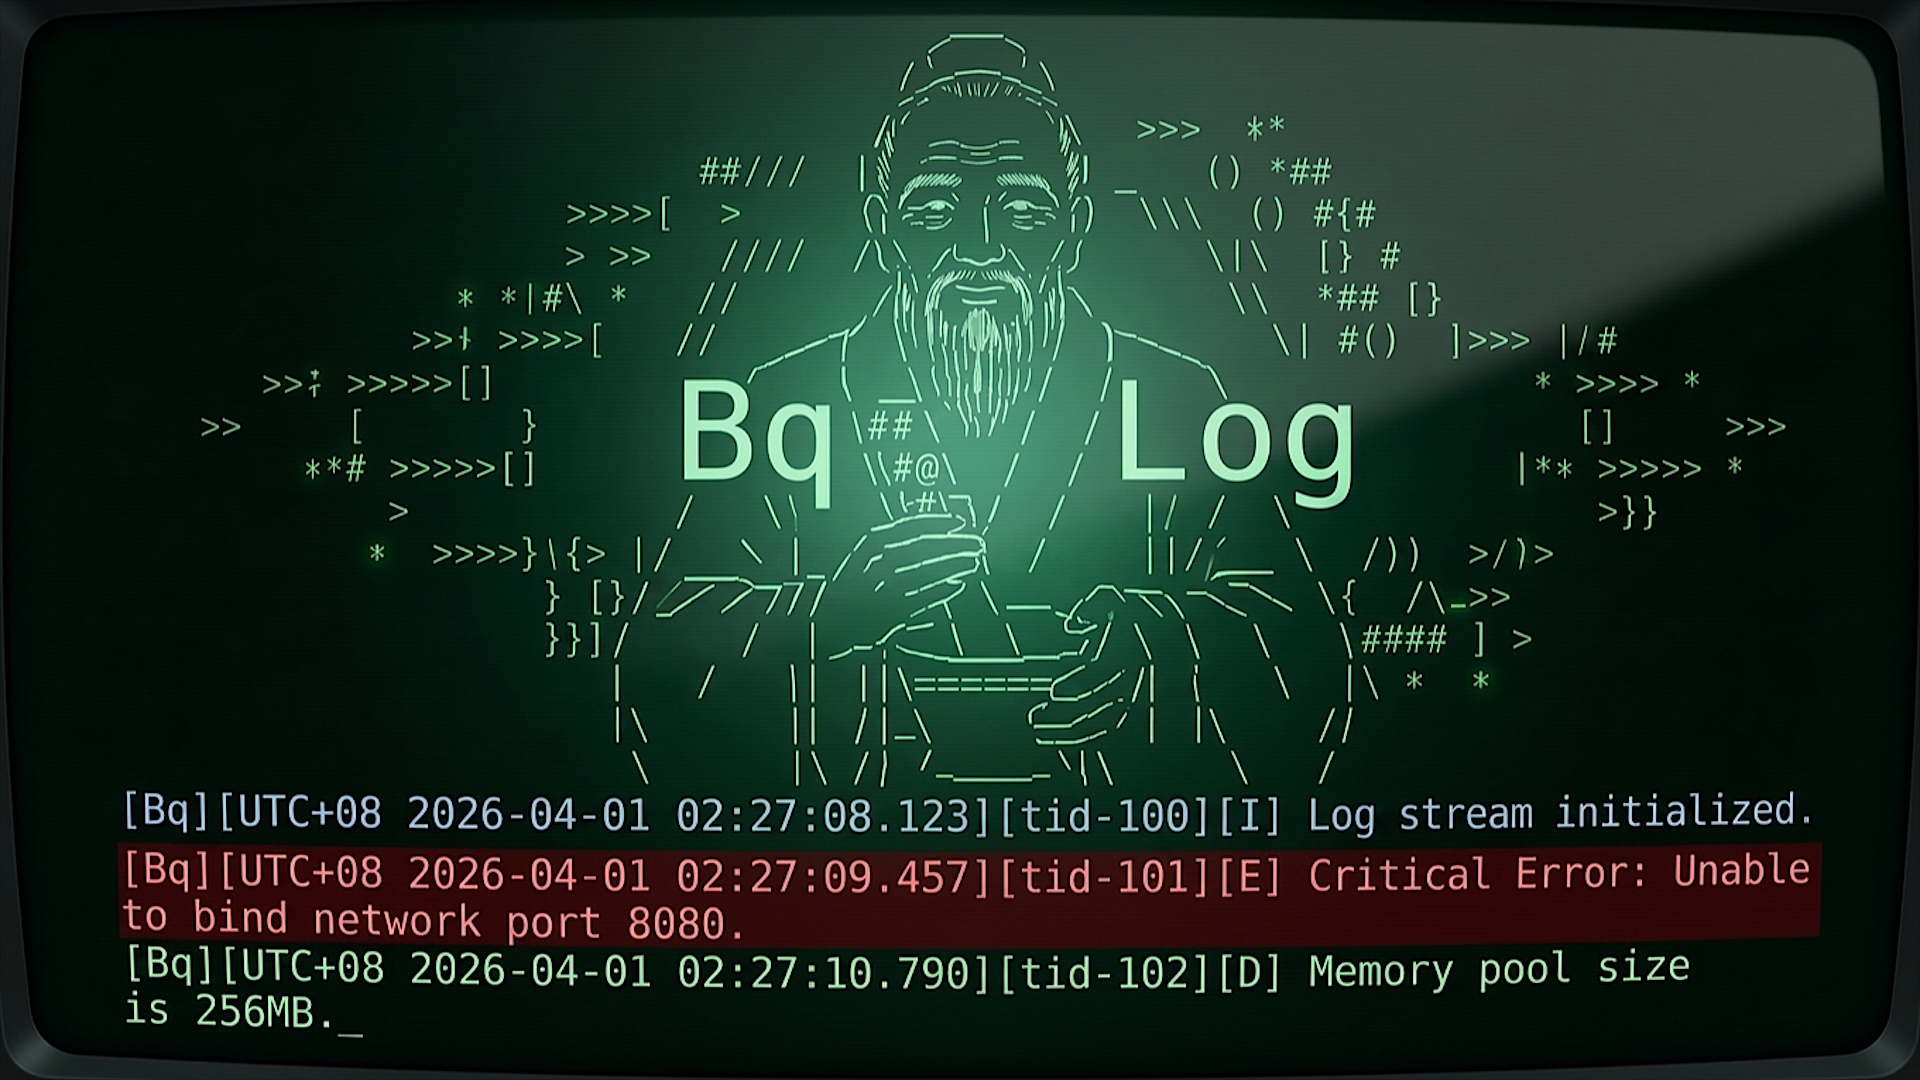 Bq Log
[Bq][UTC+08 2026-04-01 02:27:08.123][tid-100][I] Log stream initialized.
[Bq][UTC+08 2026-04-01 02:27:09.457][tid-101][E] Critical Error: Unable
to bind network port 8080.
[Bq][UTC+08 2026-04-01 02:27:10.790][tid-102][D] Memory pool size
is 256MB._